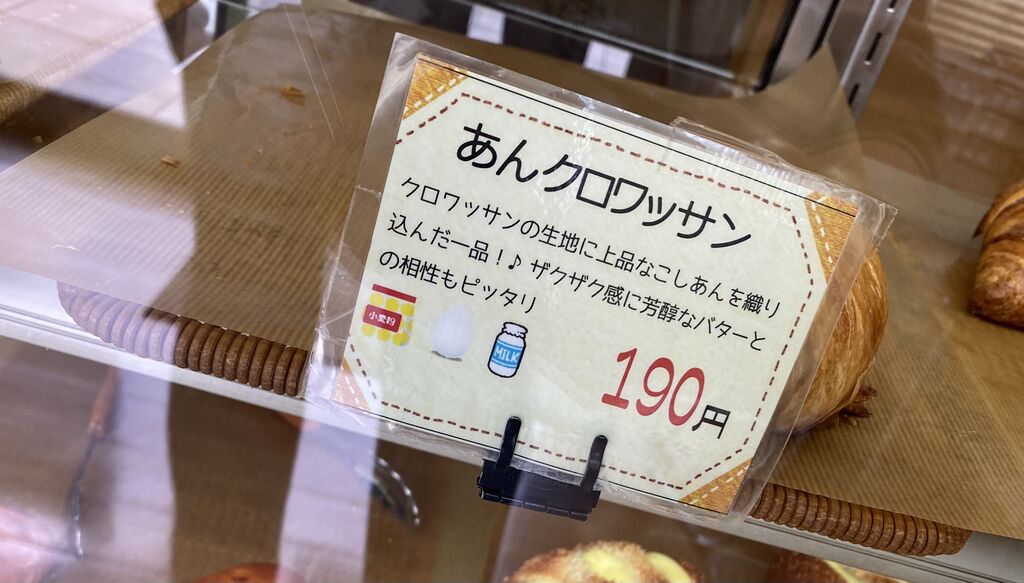 あんクロワッサン
クロワッサンの生地に上品なこしあんを織り
込んだ一品！♪ ザクザク感に芳醇なバターと
の相性もピッタリ
小麦粉
MILK
190円